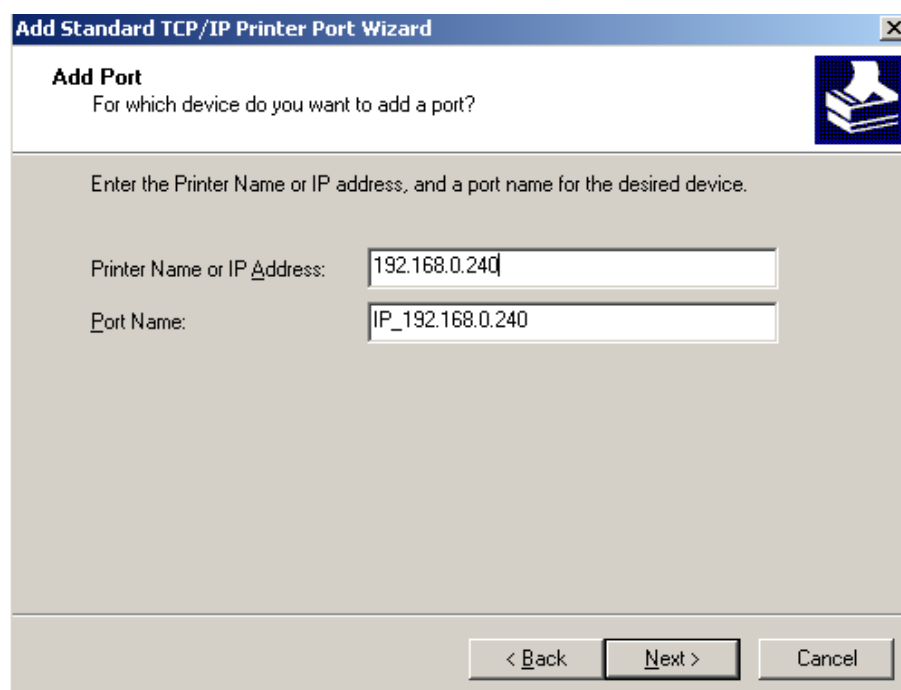 Add Standard TCP/IP Printer Port Wizard
Add Port
For which device do you want to add a port?
Enter the Printer Name or IP address, and a port name for the desired device.
Printer Name or IP Address: 192.168.0.240
Port Name: IP_192.168.0.240
< Back Next > Cancel